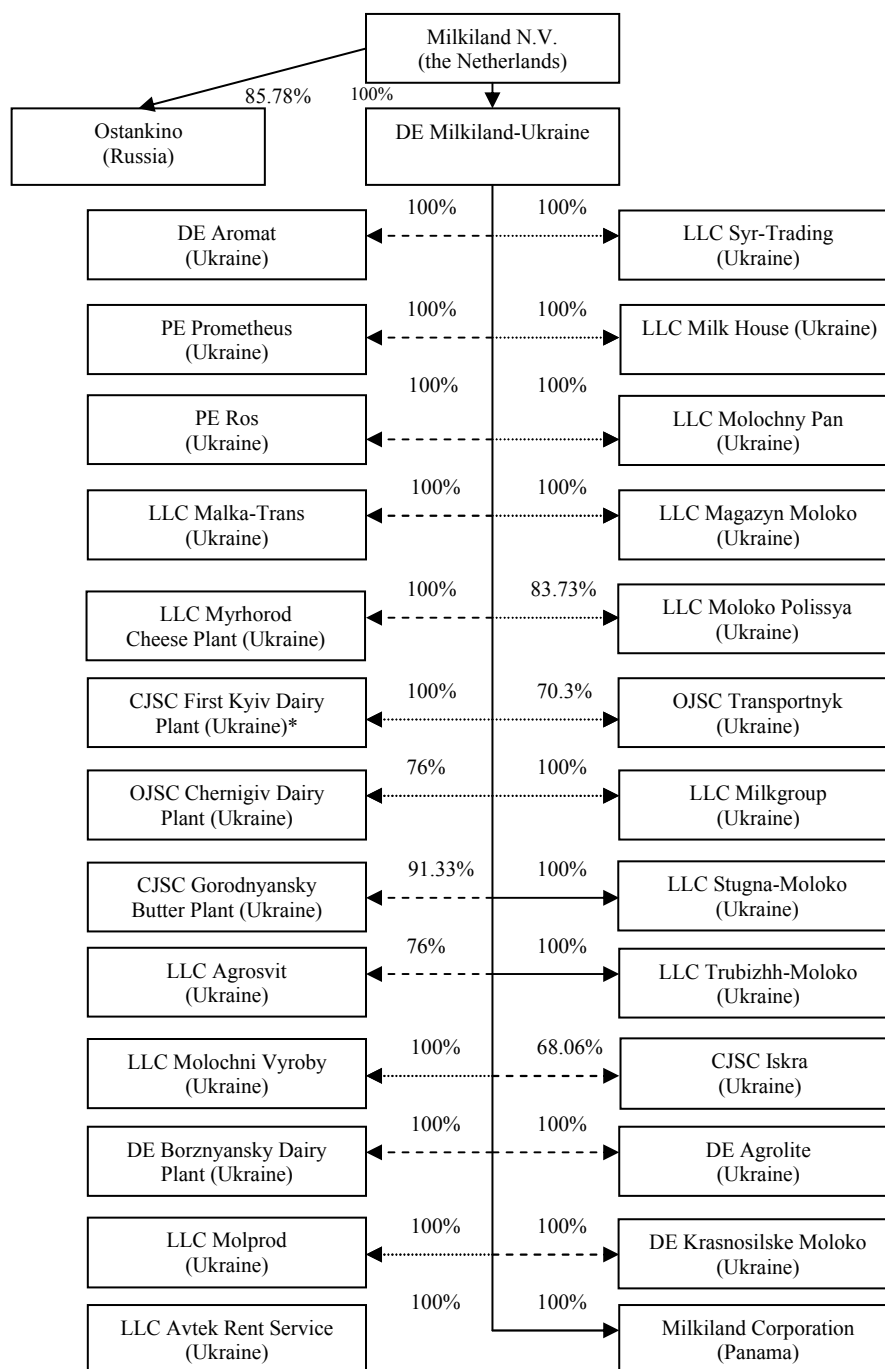 Milkiland N.V.
(the Netherlands)
85.78%
100%
Ostankino
(Russia)
DE Milkiland-Ukraine
100%
100%
DE Aromat
(Ukraine)
LLC Syr-Trading
(Ukraine)
100%
100%
PE Prometheus
(Ukraine)
LLC Milk House (Ukraine)
100%
100%
PE Ros
(Ukraine)
LLC Molochny Pan
(Ukraine)
100%
100%
LLC Malka-Trans
(Ukraine)
LLC Magazyn Moloko
(Ukraine)
100%
83.73%
LLC Myrhorod
Cheese Plant (Ukraine)
LLC Moloko Polissya
(Ukraine)
100%
70.3%
CJSC First Kyiv Dairy
Plant (Ukraine)*
OJSC Transportnyk
(Ukraine)
76%
100%
OJSC Chernigiv Dairy
Plant (Ukraine)
LLC Milkgroup
(Ukraine)
91.33%
100%
CJSC Gorodnyansky
Butter Plant (Ukraine)
LLC Stugna-Moloko
(Ukraine)
76%
100%
LLC Agrosvit
(Ukraine)
LLC Trubizhh-Moloko
(Ukraine)
100%
68.06%
LLC Molochni Vyroby
(Ukraine)
CJSC Iskra
(Ukraine)
100%
100%
DE Borznyansky Dairy
Plant (Ukraine)
DE Agrolite
(Ukraine)
100%
100%
LLC Molprod
(Ukraine)
DE Krasnosilske Moloko
(Ukraine)
100%
100%
LLC Avtek Rent Service
(Ukraine)
Milkiland Corporation
(Panama)